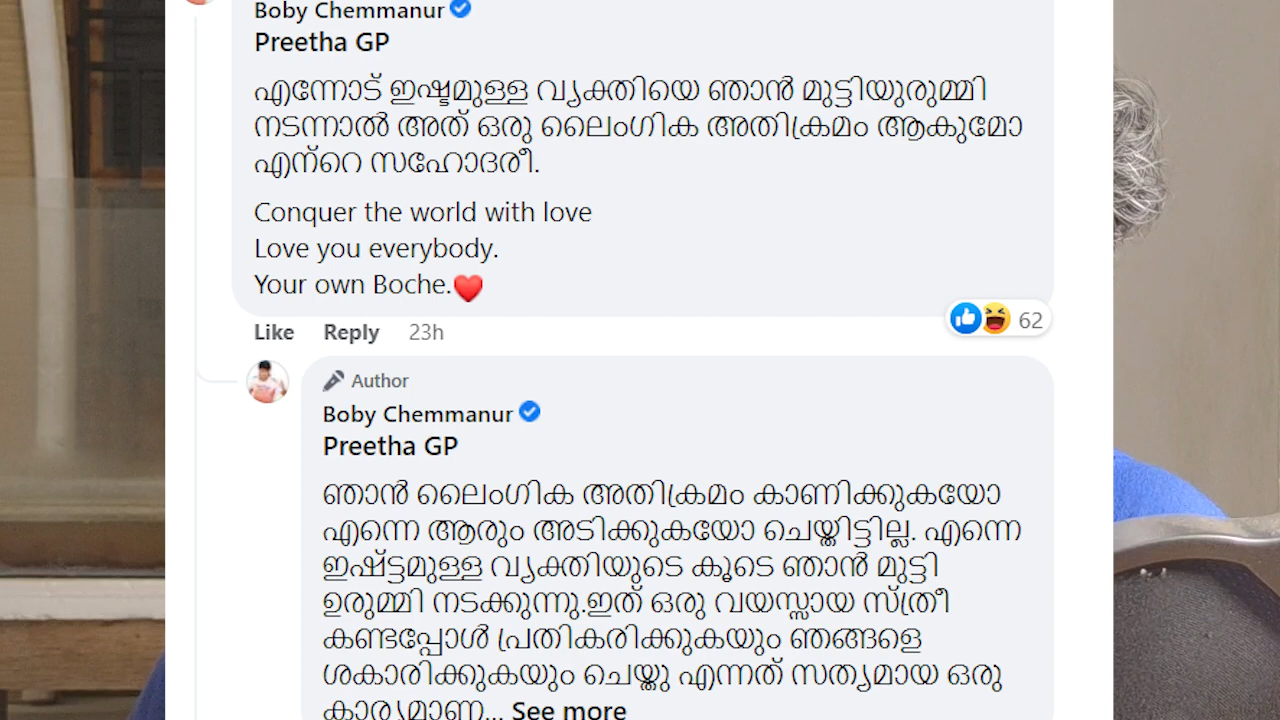 Boby Chemmanur
Preetha GP
എന്നോട് ഇഷ്ടമുള്ള വ്യക്തിയെ ഞാൻ മുട്ടിയുരുമ്മി
നടന്നാൽ അത് ഒരു ലൈംഗിക അതിക്രമം ആകുമോ
എന്റെ സഹോദരീ.
Conquer the world with love
Love you everybody.
Your own Boche.❤️
Like Reply 23h
62
Author
Boby Chemmanur
Preetha GP
ഞാൻ ലൈംഗിക അതിക്രമം കാണിക്കുകയോ
എന്നെ ആരും അടിക്കുകയോ ചെയ്തിട്ടില്ല. എന്നെ
ഇഷ്ട്ടമുള്ള വ്യക്തിയുടെ കൂടെ ഞാൻ മുട്ടി
ഉരുമ്മി നടക്കുന്നു.ഇത് ഒരു വയസ്സായ സ്ത്രീ
കണ്ടപ്പോൾ പ്രതികരിക്കുകയും ഞങ്ങളെ
ശകാരിക്കുകയും ചെയ്തു എന്നത് സത്യമായ ഒരു
കാര്യമാണ... See more